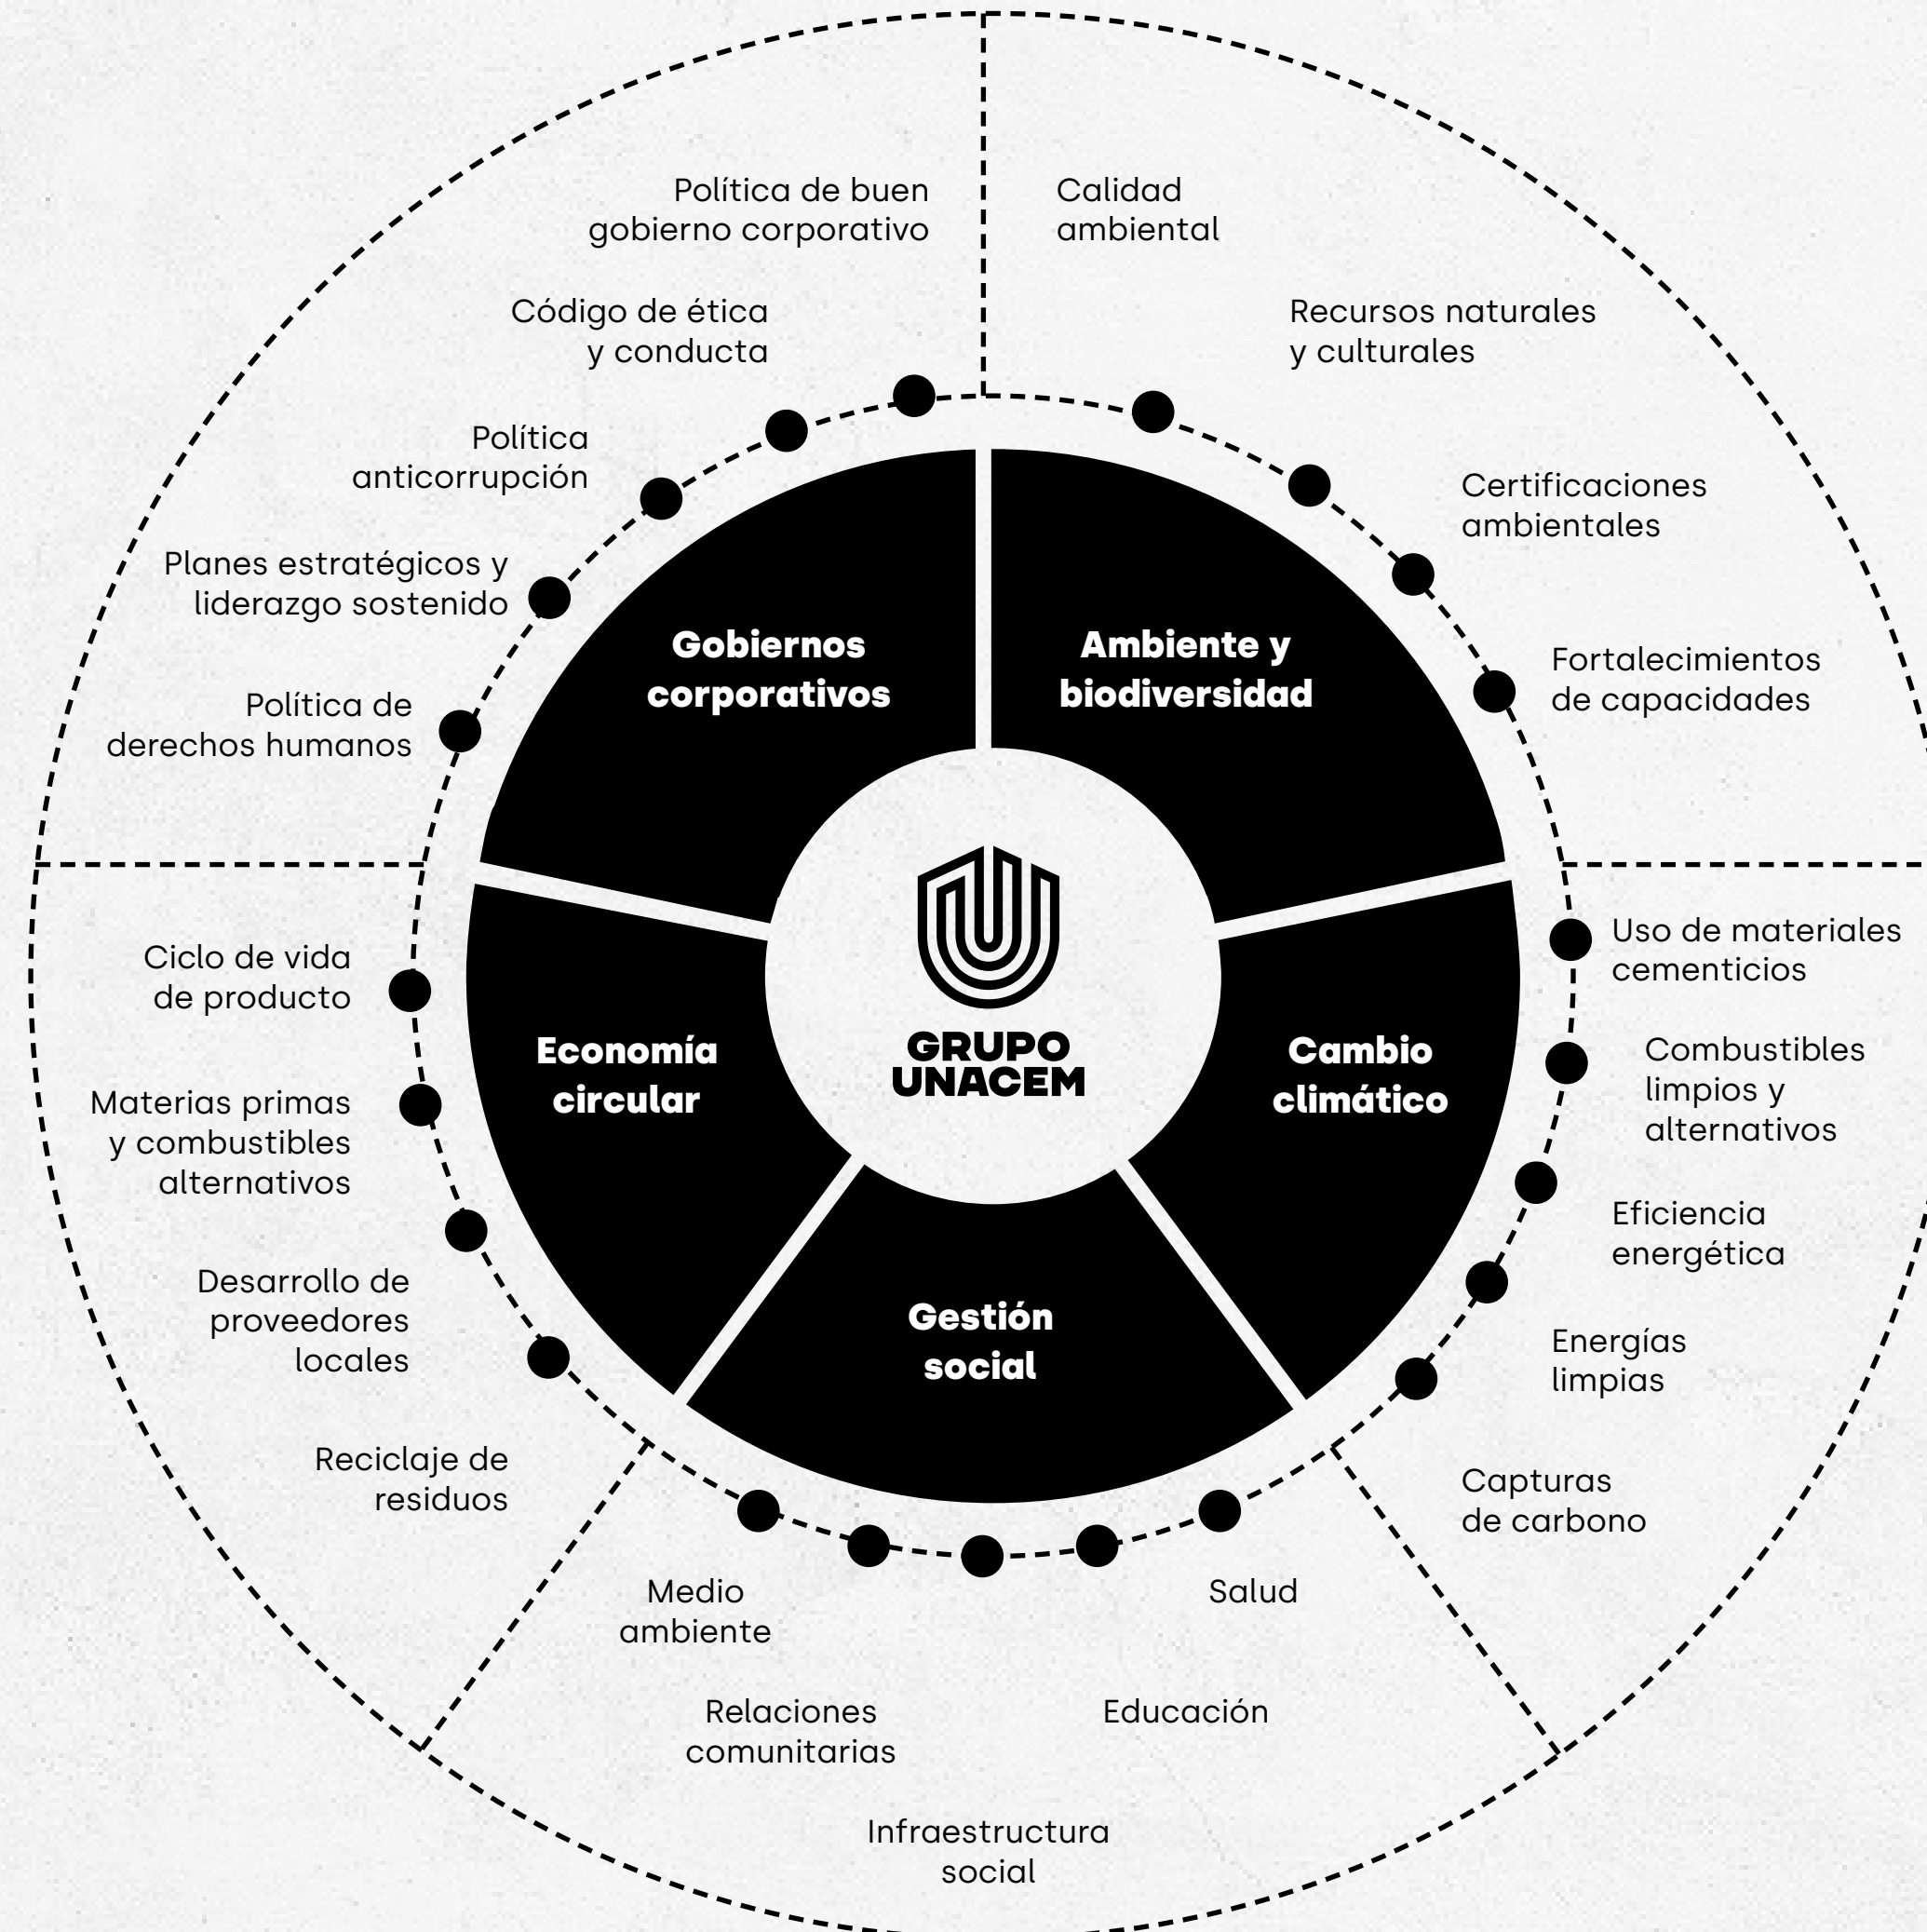 Política de buen
gobierno corporativo
Código de ética
y conducta
Política
anticorrupción
Planes estratégicos y
liderazgo sostenido
Política de
derechos humanos
Calidad
ambiental
Recursos naturales
y culturales
Certificaciones
ambientales
Fortalecimientos
de capacidades
Gobiernos
corporativos
Ambiente y
biodiversidad
GRUPO
UNACEM
Economía
circular
Cambio
climático
Gestión
social
Ciclo de vida
de producto
Materias primas
y combustibles
alternativos
Desarrollo de
proveedores
locales
Reciclaje de
residuos
Uso de materiales
cementicios
Combustibles
limpios y
alternativos
Eficiencia
energética
Energías
limpias
Capturas
de carbono
Medio
ambiente
Relaciones
comunitarias
Infraestructura
social
Educación
Salud